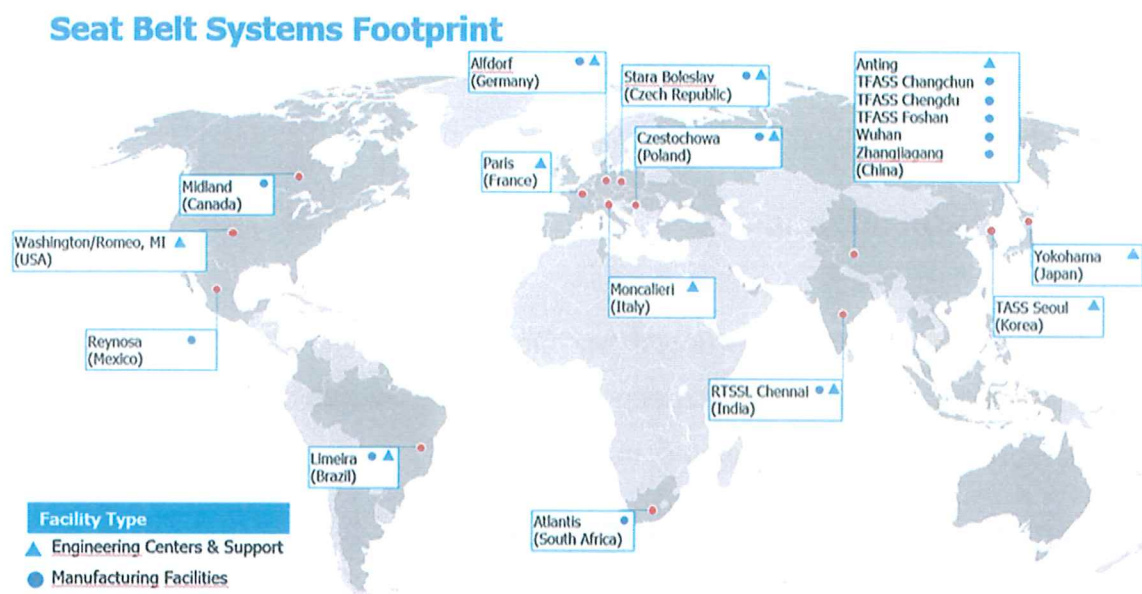 Seat Belt Systems Footprint
Alfdorf
(Germany)
Stara Boleslav
(Czech Republic)
Czestochowa
(Poland)
Paris
(France)
Anting
TFASS Changchun
TFASS Chengdu
TFASS Foshan
Wuhan
Zhangjiagang
(China)
Midland
(Canada)
Washington/Romeo, MI
(USA)
Reynosa
(Mexico)
Moncalieri
(Italy)
Yokohama
(Japan)
TASS Seoul
(Korea)
RTSSL Chennai
(India)
Limeira
(Brazil)
Atlantis
(South Africa)
Facility Type
Engineering Centers & Support
Manufacturing Facilities